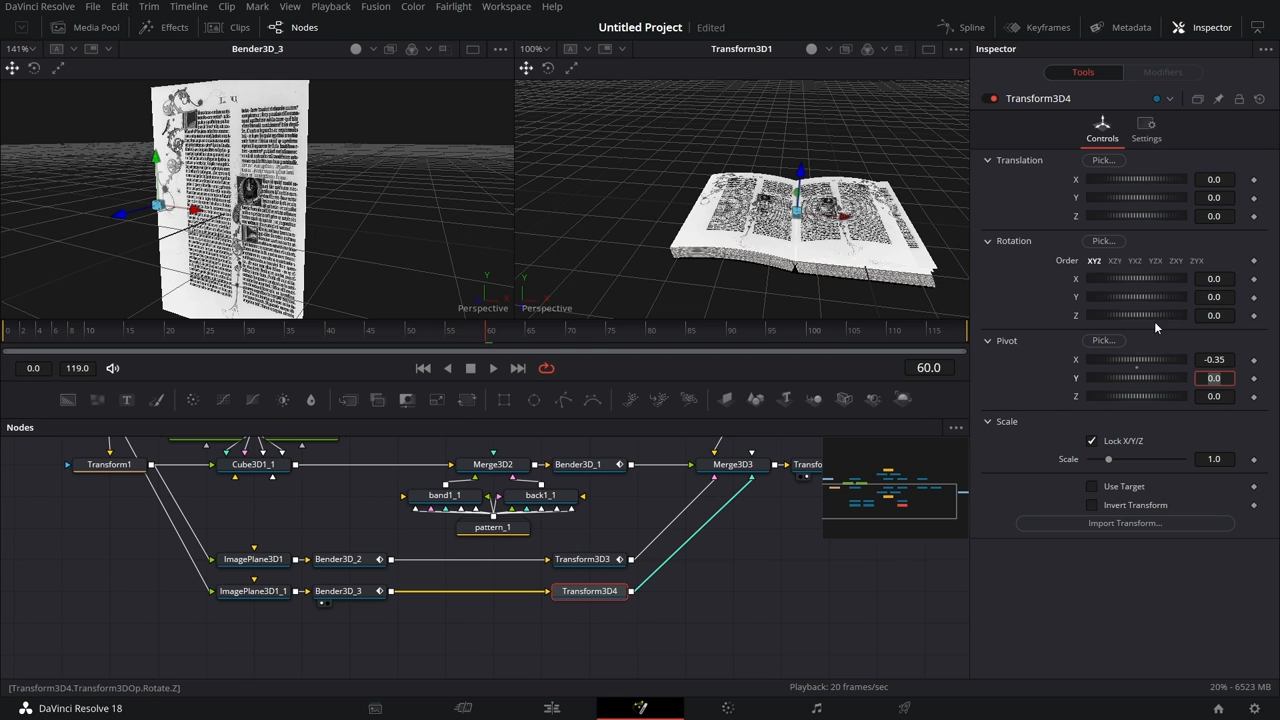 DaVinci Resolve File Edit Trim Timeline Clip Mark View Playback Fusion Color Fairlight Workspace Help
Media Pool Effects Clips Nodes Untitled Project Edited Spline Keyframes Metadata Inspector
141% Bender3D_3 100% Transform3D1 Inspector
Tools Modifiers
Transform3D4
Controls Settings
Translation Pick...
X 0.0
Y 0.0
Z 0.0
Rotation Pick...
Order XYZ XZY YXZ YZX ZXY ZYX
X 0.0
Y 0.0
Z 0.0
Pivot Pick...
X -0.35
Y 0.0
Z 0.0
Scale
Lock X/Y/Z
Scale 1.0
Use Target
Invert Transform
Import Transform...
Y
X
Perspective
Y
X
Perspective
0 2 4 6 8 10 15 20 25 30 35 40 45 50 55 60 65 70 75 80 85 90 95 100 105 110 115
0.0 119.0 60.0
Nodes
Transform1 Cube3D1_1 Merge3D2 Bender3D_1 Merge3D3 Transfo
band1_1 back1_1
pattern_1
ImagePlane3D1 Bender3D_2 Transform3D3
ImagePlane3D1_1 Bender3D_3 Transform3D4
[Transform3D4.Transform3DOp.Rotate.Z] Playback: 20 frames/sec 20% - 6523 MB
DaVinci Resolve 18